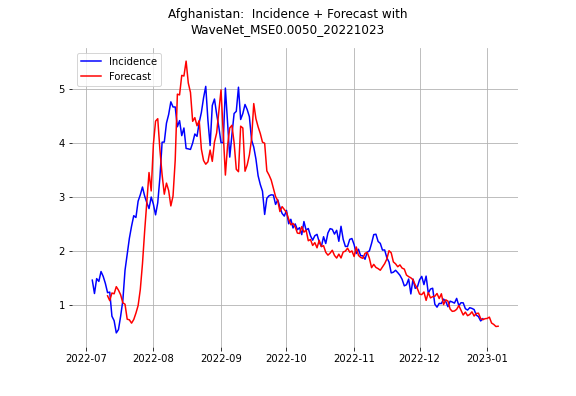 Afghanistan:  Incidence + Forecast with
WaveNet_MSE0.0050_20221023
Incidence
Forecast
5
4
3
2
1
2022-07 2022-08 2022-09 2022-10 2022-11 2022-12 2023-01